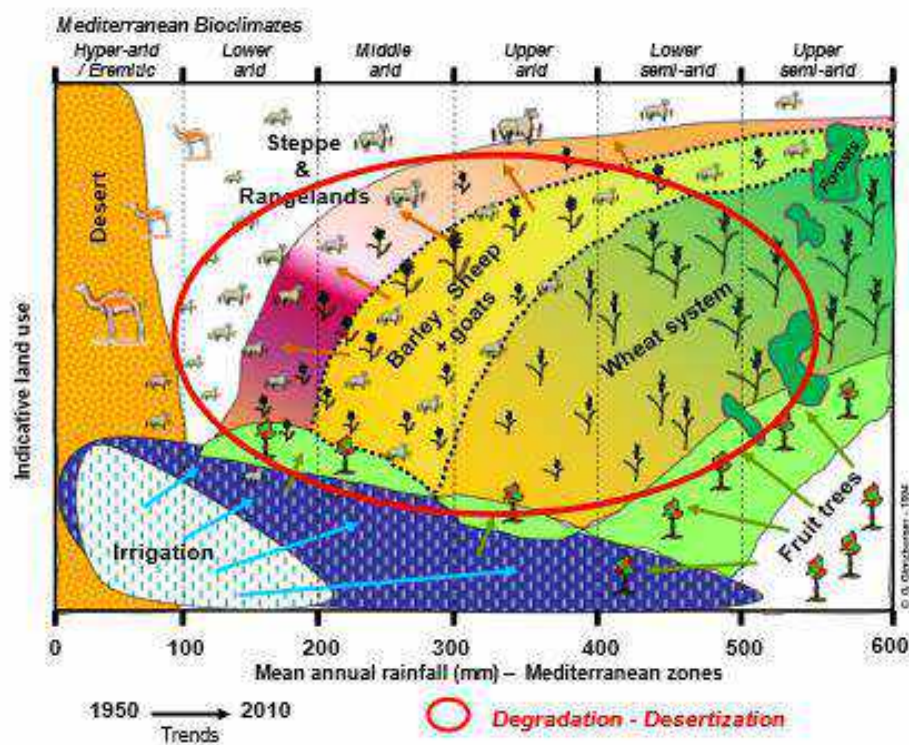 Mediterranean Bioclimates
Hyper-arid / Eremitic
Lower arid
Middle arid
Upper arid
Lower semi-arid
Upper semi-arid
Steppe
&
Rangelands
Desert
Barley - Sheep
+ goats
Wheat system
Forests
Irrigation
Fruit trees
Indicative land use
0 100 200 300 400 500 600
Mean annual rainfall (mm) – Mediterranean zones
1950 2010
Trends
Degradation - Desertization